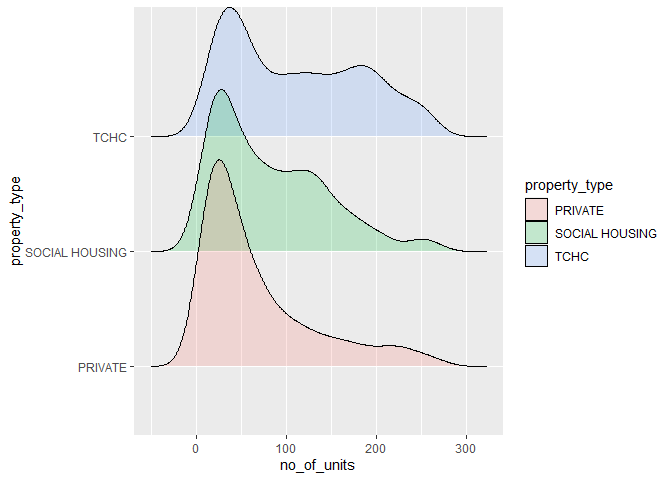 TCHC
SOCIAL HOUSING
PRIVATE
property_type
0 100 200 300
no_of_units
property_type
PRIVATE
SOCIAL HOUSING
TCHC